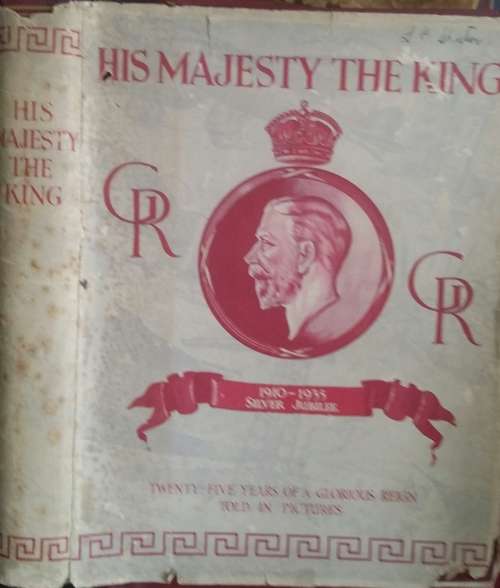 HIS MAJESTY THE KING
HIS
MAJESTY
THE
KING
GR
GR
1910-1935
SILVER JUBILEE
TWENTY-FIVE YEARS OF A GLORIOUS REIGN
TOLD IN PICTURES